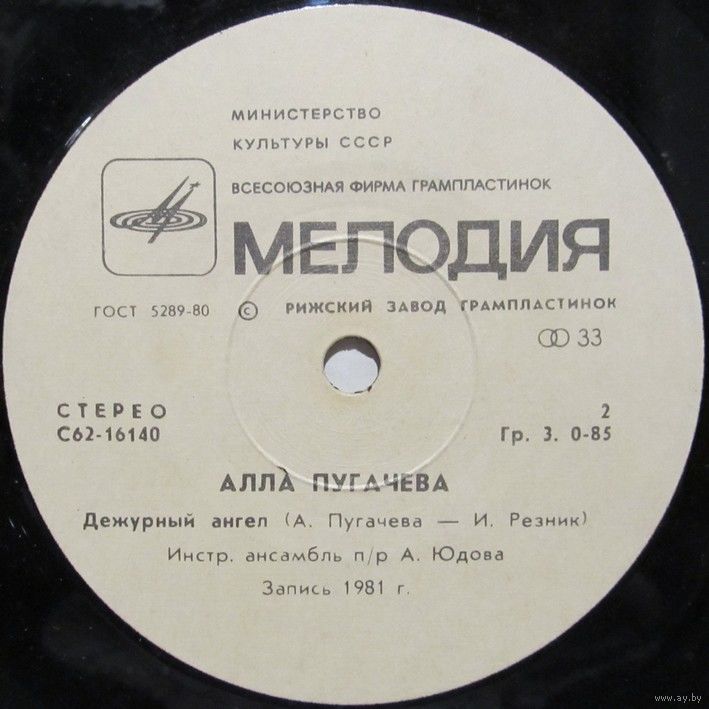 МИНИСТЕРСТВО
КУЛЬТУРЫ СССР
ВСЕСОЮЗНАЯ ФИРМА ГРАМПЛАСТИНОК
МЕЛОДИЯ
ГОСТ 5289-80 © РИЖСКИЙ ЗАВОД ГРАМПЛАСТИНОК
33
СТЕРЕО 2
С62-16140 Гр. 3. 0-85
АЛЛА ПУГАЧЕВА
Дежурный ангел (А. Пугачева — И. Резник)
Инстр. ансамбль п/р А. Юдова
Запись 1981 г.
www.ay.by